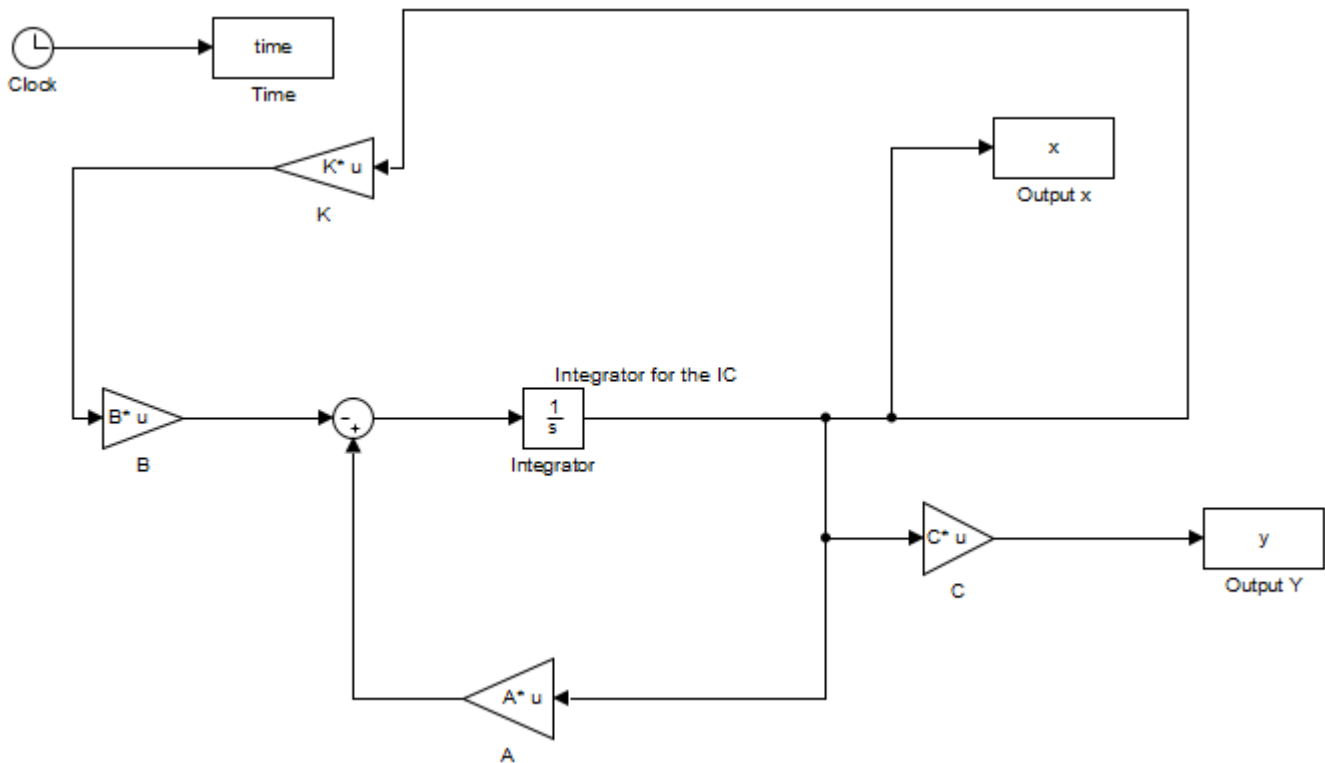 time
Clock
Time
K* u
K
x
Output x
Integrator for the IC
B* u
B
-
+
1
s
Integrator
C* u
C
y
Output Y
A* u
A